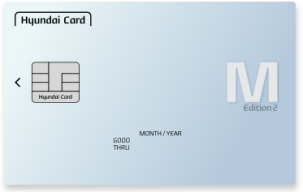 Hyundai Card
Hyundai Card
M
Edition2
MONTH / YEAR
GOOD
THRU